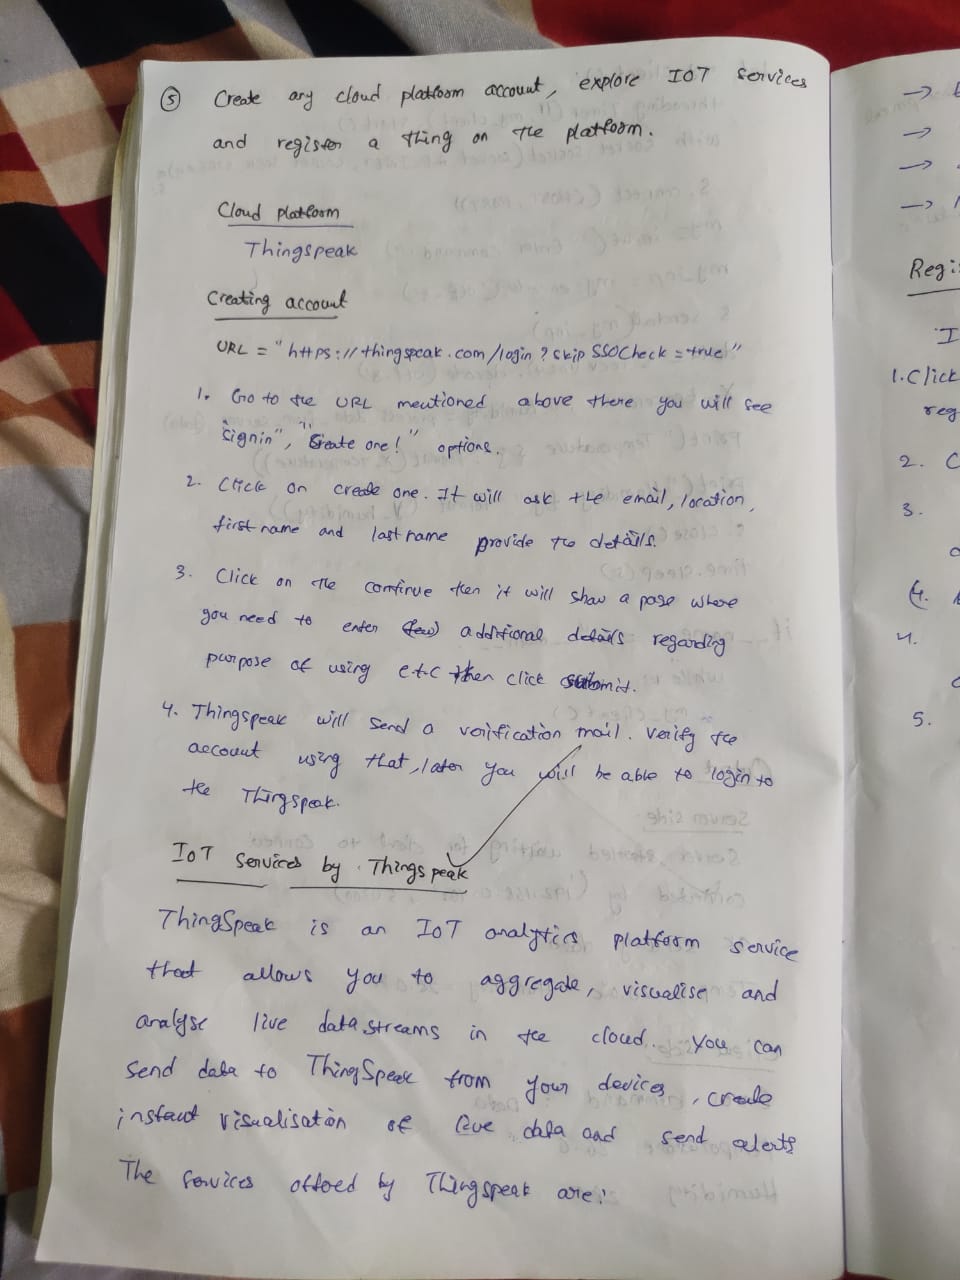 5 Create any cloud platform account, explore IOT services
and register a thing on the platform.
Cloud platform
Thingspeak
Creating account
URL = "https://thingspeak.com/login?skipSSOCheck=true"
1. Go to the URL mentioned above there you will see
"signin", "Create one!" options.
2. Click on create one. It will ask the email, location,
first name and last name provide the details.
3. Click on the continue then it will show a page where
you need to enter few additional details regarding
purpose of using etc then click submit.
4. Thingspeak will send a verification mail. Verify the
account using that, later you will be able to login to
the Thingspeak.
IoT Services by Thingspeak
ThingSpeak is an IoT analytics platform service
that allows you to aggregate, visualise and
analyse live data streams in the cloud. You can
send data to ThingSpeak from your devices, create
instant visualisation of live data and send alerts
The services offered by Thingspeak are:
→
→
→
→
Regi
I
1. Click
reg
2. C
3.
4.
5.